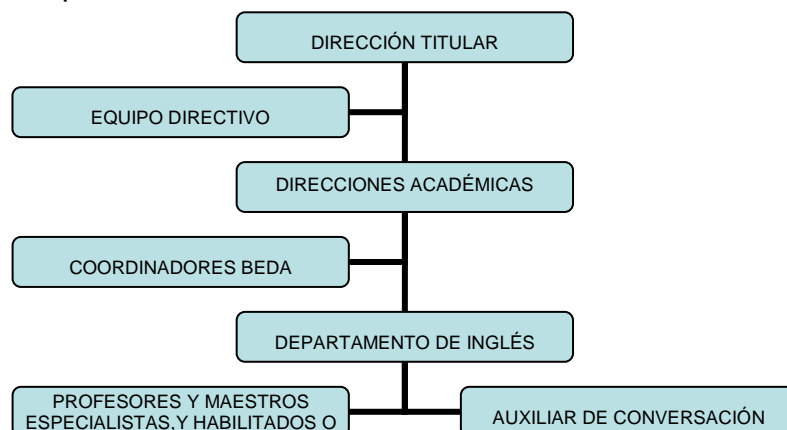 DIRECCIÓN TITULAR
EQUIPO DIRECTIVO
DIRECCIONES ACADÉMICAS
COORDINADORES BEDA
DEPARTAMENTO DE INGLÉS
PROFESORES Y MAESTROS
ESPECIALISTAS,Y HABILITADOS O
AUXILIAR DE CONVERSACIÓN